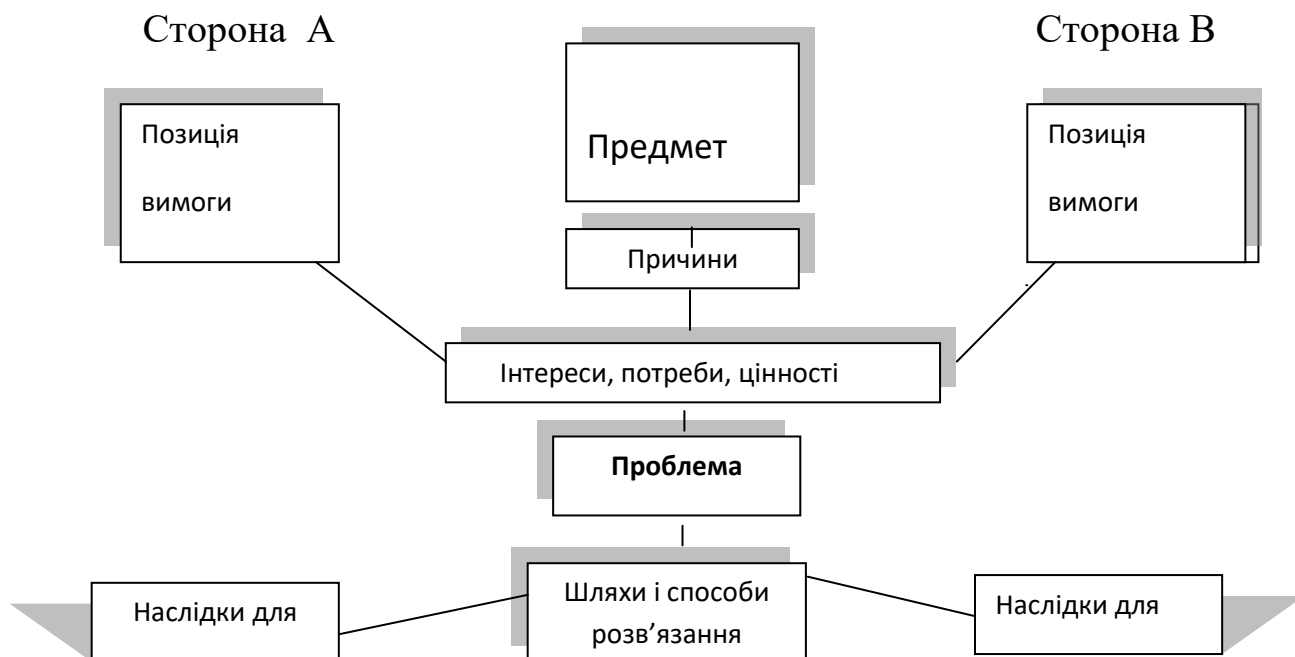 Сторона А
Сторона В
Позиція
вимоги
Предмет
Позиція
вимоги
Причини
Інтереси, потреби, цінності
Проблема
Шляхи і способи
розв’язання
Наслідки для
Наслідки для